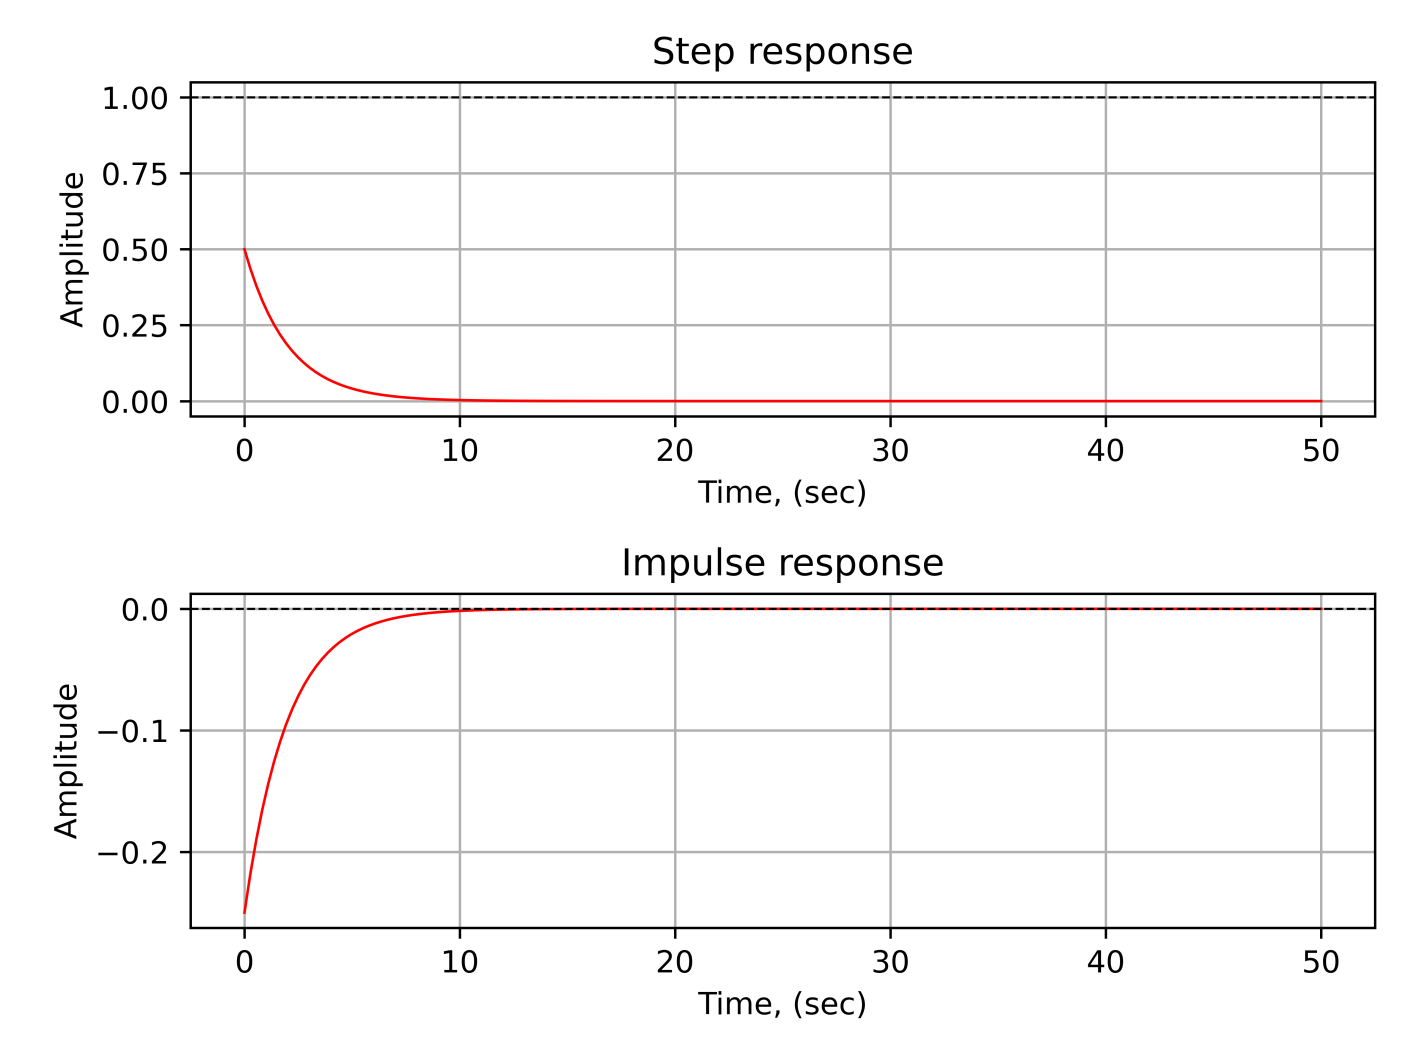 Step response
1.00
0.75
0.50
0.25
0.00
Amplitude
0 10 20 30 40 50
Time, (sec)
Impulse response
0.0
−0.1
−0.2
Amplitude
0 10 20 30 40 50
Time, (sec)